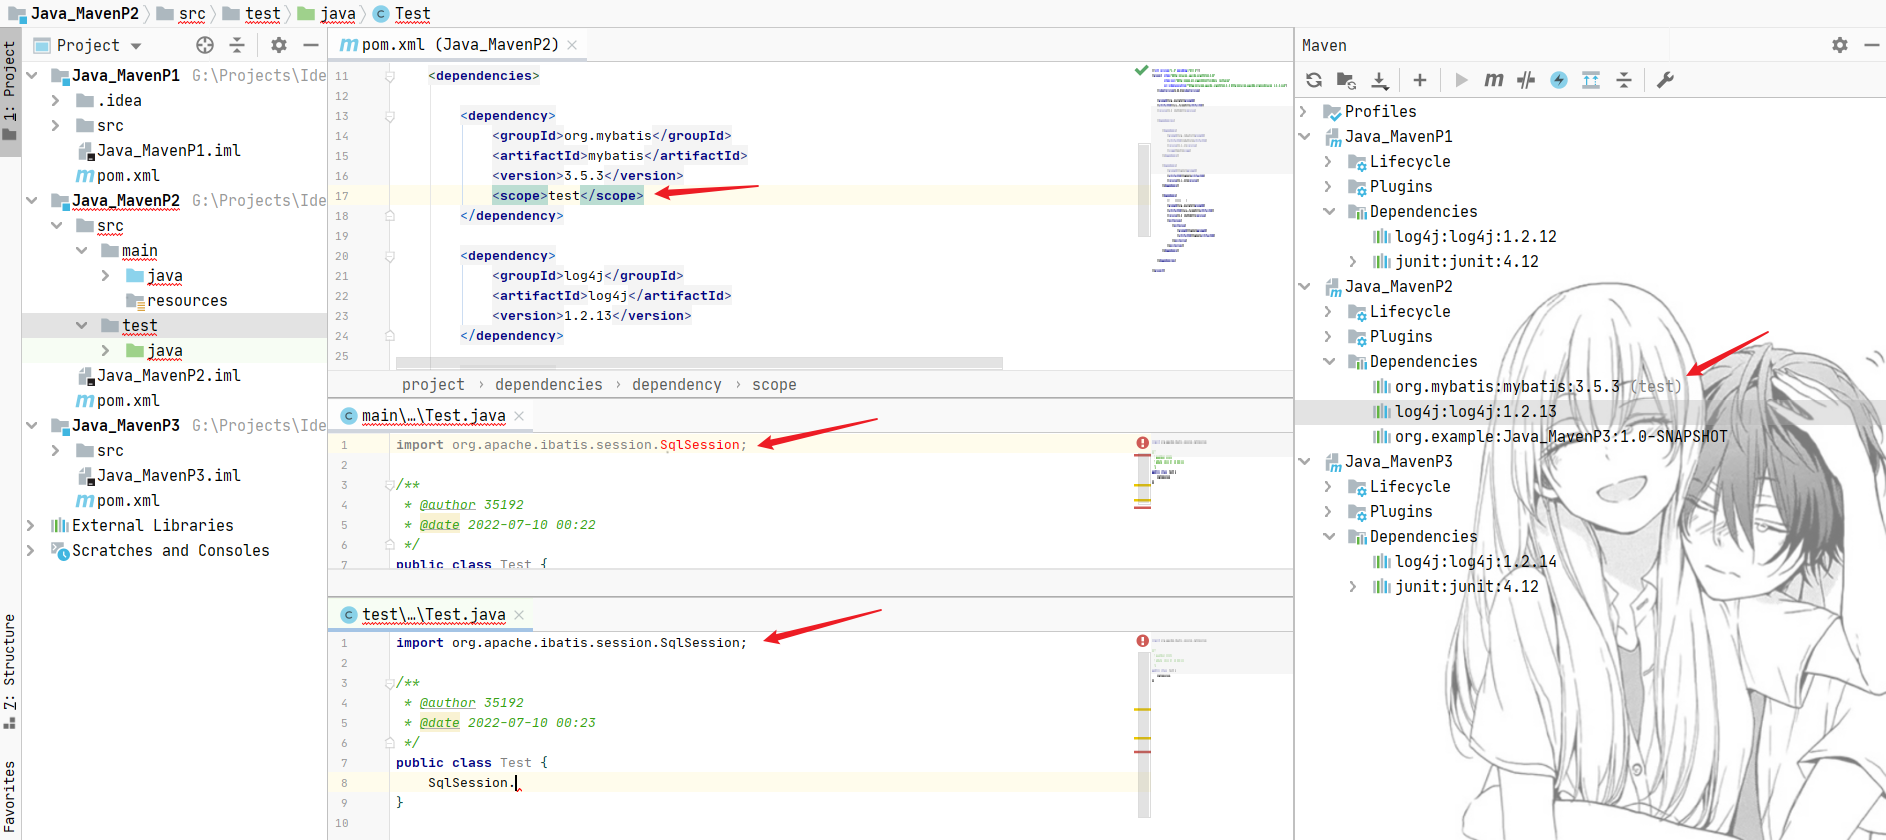 Java_MavenP2 src test java Test
1: Project
Z: Structure
Favorites
Project
Java_MavenP1 G:\Projects\Ide
.idea
src
Java_MavenP1.iml
pom.xml
Java_MavenP2 G:\Projects\Ide
src
main
java
resources
test
java
Java_MavenP2.iml
pom.xml
Java_MavenP3 G:\Projects\Ide
src
Java_MavenP3.iml
pom.xml
External Libraries
Scratches and Consoles
pom.xml (Java_MavenP2)
11 <dependencies>
12
13 <dependency>
14 <groupId>org.mybatis</groupId>
15 <artifactId>mybatis</artifactId>
16 <version>3.5.3</version>
17 <scope>test</scope>
18 </dependency>
19
20 <dependency>
21 <groupId>log4j</groupId>
22 <artifactId>log4j</artifactId>
23 <version>1.2.13</version>
24 </dependency>
25
project › dependencies › dependency › scope
main\…\Test.java
1 import org.apache.ibatis.session.SqlSession;
2
3 /**
4 * @author 35192
5 * @date 2022-07-10 00:22
6 */
7 public class Test {
test\…\Test.java
1 import org.apache.ibatis.session.SqlSession;
2
3 /**
4 * @author 35192
5 * @date 2022-07-10 00:23
6 */
7 public class Test {
8 SqlSession.
9 }
10
Maven
Profiles
Java_MavenP1
Lifecycle
Plugins
Dependencies
log4j:log4j:1.2.12
junit:junit:4.12
Java_MavenP2
Lifecycle
Plugins
Dependencies
org.mybatis:mybatis:3.5.3 (test)
log4j:log4j:1.2.13
org.example:Java_MavenP3:1.0-SNAPSHOT
Java_MavenP3
Lifecycle
Plugins
Dependencies
log4j:log4j:1.2.14
junit:junit:4.12